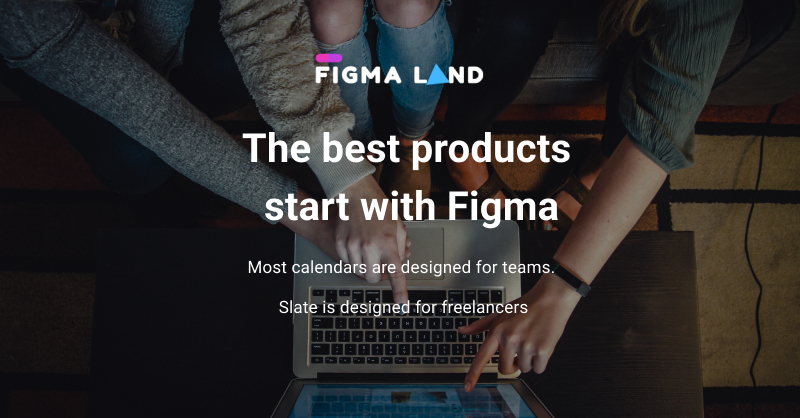 FIGMA LAND
The best products
start with Figma
Most calendars are designed for teams.
Slate is designed for freelancers